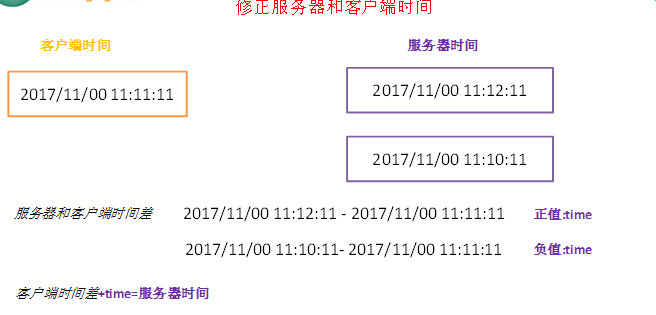 修正服务器和客户端时间
客户端时间
服务器时间
2017/11/00 11:11:11
2017/11/00 11:12:11
2017/11/00 11:10:11
服务器和客户端时间差 2017/11/00 11:12:11 - 2017/11/00 11:11:11 正值:time
2017/11/00 11:10:11- 2017/11/00 11:11:11 负值:time
客户端时间差+time=服务器时间